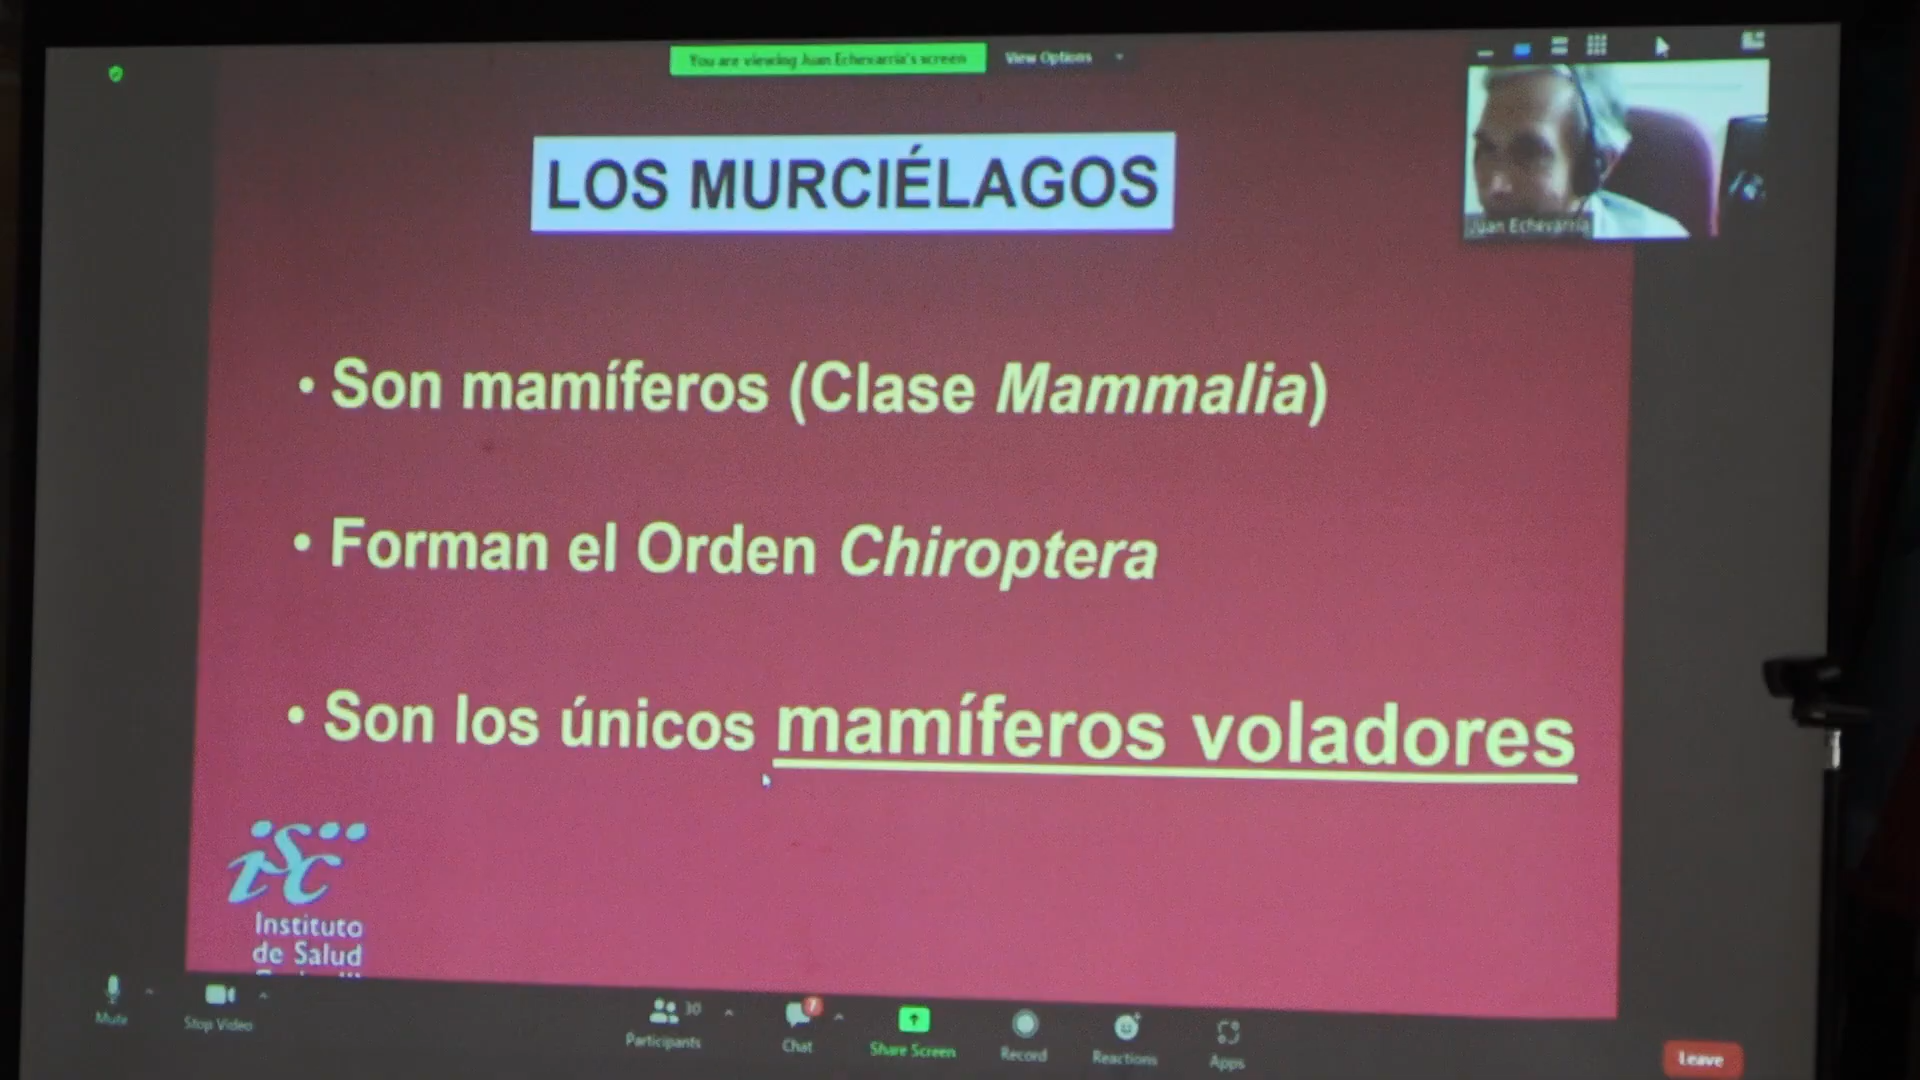 You are viewing Juan Echevarria's screen
View Options
LOS MURCIÉLAGOS
Juan Echevarria
• Son mamíferos (Clase Mammalia)
• Forman el Orden Chiroptera
• Son los únicos mamíferos voladores
isciii
Instituto
de Salud
Mute
Stop Video
30
Participants
7
Chat
Share Screen
Record
Reactions
Apps
Leave